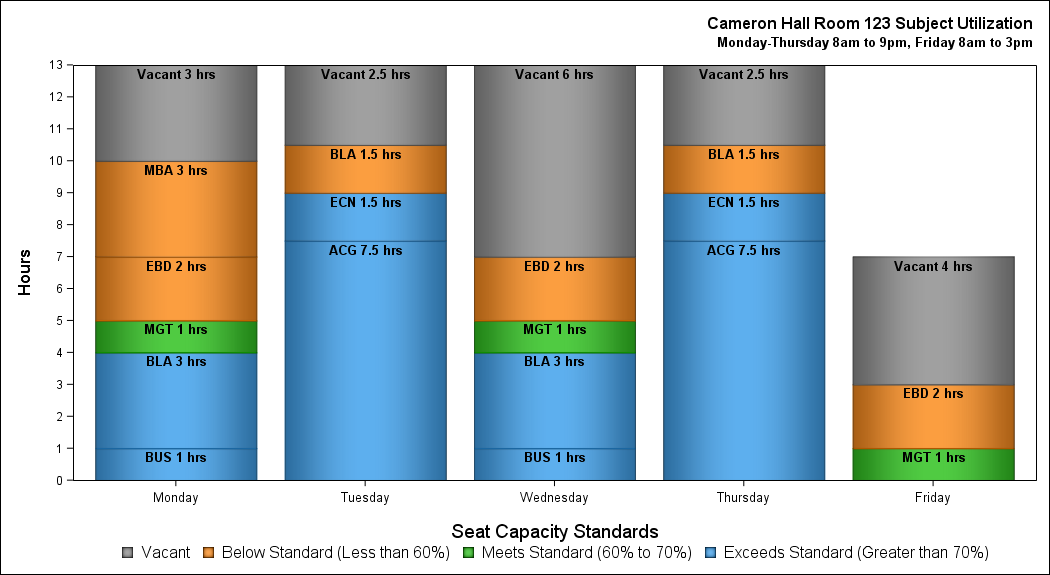 Cameron Hall Room 123 Subject Utilization
Monday-Thursday 8am to 9pm, Friday 8am to 3pm
Hours
13
12
11
10
9
8
7
6
5
4
3
2
1
0
Vacant 3 hrs
MBA 3 hrs
EBD 2 hrs
MGT 1 hrs
BLA 3 hrs
BUS 1 hrs
Vacant 2.5 hrs
BLA 1.5 hrs
ECN 1.5 hrs
ACG 7.5 hrs
Vacant 6 hrs
EBD 2 hrs
MGT 1 hrs
BLA 3 hrs
BUS 1 hrs
Vacant 2.5 hrs
BLA 1.5 hrs
ECN 1.5 hrs
ACG 7.5 hrs
Vacant 4 hrs
EBD 2 hrs
MGT 1 hrs
Monday Tuesday Wednesday Thursday Friday
Seat Capacity Standards
Vacant Below Standard (Less than 60%) Meets Standard (60% to 70%) Exceeds Standard (Greater than 70%)